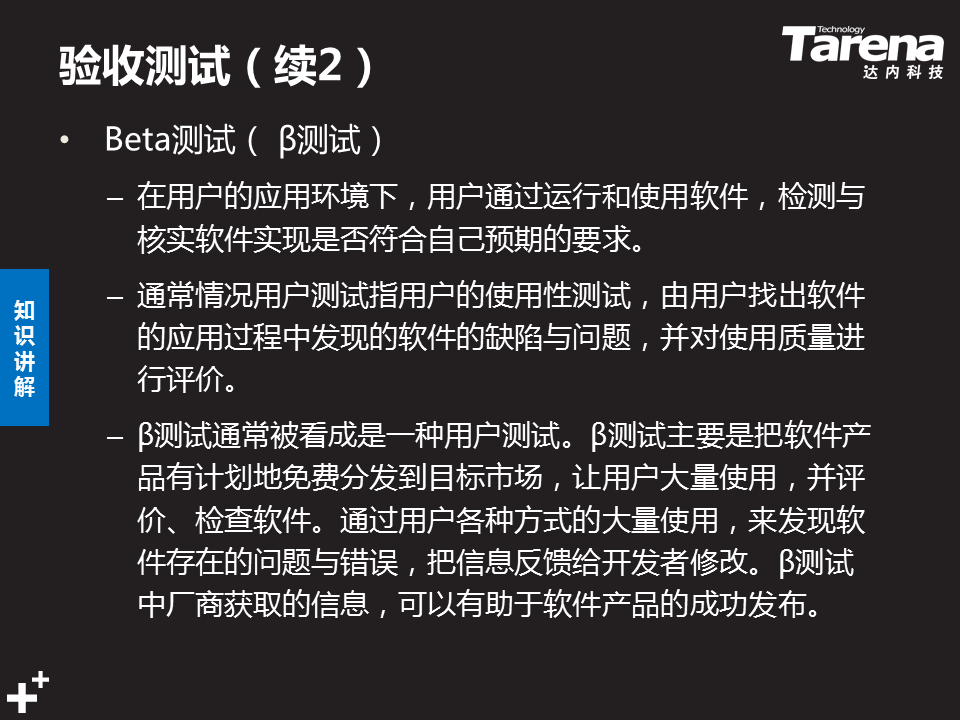 验收测试（续2）
Technology
Tarena
达内科技
• Beta测试（ β测试）
– 在用户的应用环境下，用户通过运行和使用软件，检测与
核实软件实现是否符合自己预期的要求。
– 通常情况用户测试指用户的使用性测试，由用户找出软件
的应用过程中发现的软件的缺陷与问题，并对使用质量进
行评价。
知
识
讲
解
– β测试通常被看成是一种用户测试。β测试主要是把软件产
品有计划地免费分发到目标市场，让用户大量使用，并评
价、检查软件。通过用户各种方式的大量使用，来发现软
件存在的问题与错误，把信息反馈给开发者修改。β测试
中厂商获取的信息，可以有助于软件产品的成功发布。